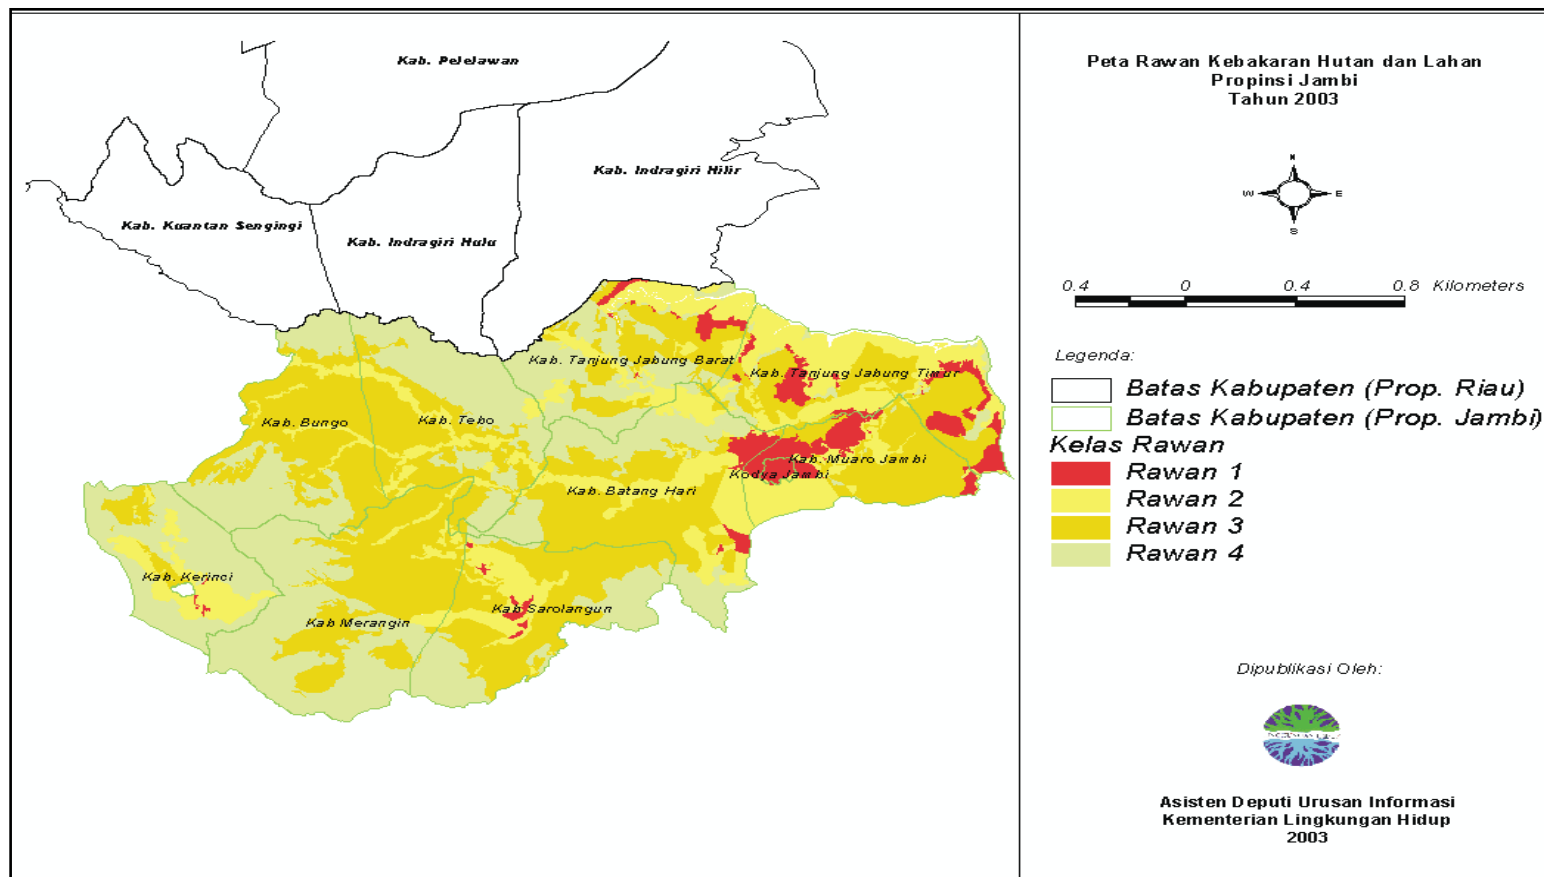 Kab. Pelelawan
Kab. Indragiri Hilir
Kab. Kuantan Sengingi
Kab. Indragiri Hulu
Kab. Tanjung Jabung Barat
Kab. Tanjung Jabung Timur
Kab. Bungo
Kab. Tebo
Kab. Muaro Jambi
Kodya Jambi
Kab. Batang Hari
Kab. Kerinci
Kab Sarolangun
Kab Merangin
Peta Rawan Kebakaran Hutan dan Lahan
Propinsi Jambi
Tahun 2003
N
W E
S
0.4 0 0.4 0.8 Kilometers
Legenda:
Batas Kabupaten (Prop. Riau)
Batas Kabupaten (Prop. Jambi)
Kelas Rawan
Rawan 1
Rawan 2
Rawan 3
Rawan 4
Dipublikasi Oleh:
Asisten Deputi Urusan Informasi
Kementerian Lingkungan Hidup
2003